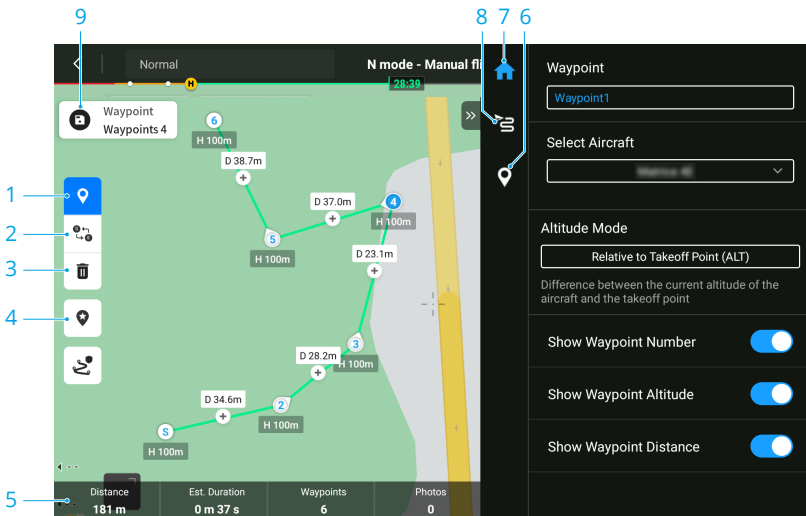 9
8 7 6
Normal
N mode - Manual fli
H
28:39
Waypoint
Waypoints 4
6
H 100m
D 38.7m
D 37.0m
4
H 100m
5
H 100m
D 23.1m
1
2
3
4
3
H 100m
D 28.2m
D 34.6m
2
H 100m
S
H 100m
5
Distance
Est. Duration
Waypoints
Photos
181 m
0 m 37 s
6
0
Waypoint
Waypoint1
Select Aircraft
Altitude Mode
Relative to Takeoff Point (ALT)
Difference between the current altitude of the
aircraft and the takeoff point
Show Waypoint Number
Show Waypoint Altitude
Show Waypoint Distance